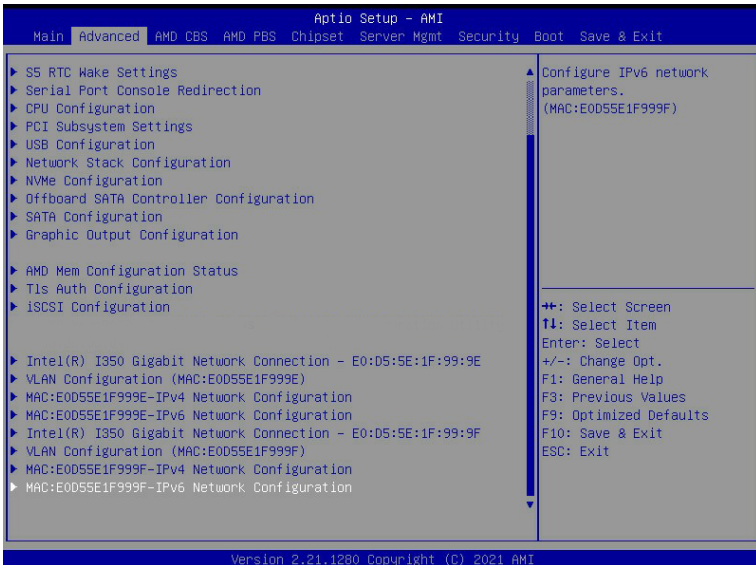 Aptio Setup – AMI
Main Advanced AMD CBS AMD PBS Chipset Server Mgmt Security Boot Save & Exit
▶ S5 RTC Wake Settings
▶ Serial Port Console Redirection
▶ CPU Configuration
▶ PCI Subsystem Settings
▶ USB Configuration
▶ Network Stack Configuration
▶ NVMe Configuration
▶ Offboard SATA Controller Configuration
▶ SATA Configuration
▶ Graphic Output Configuration
▶ AMD Mem Configuration Status
▶ Tls Auth Configuration
▶ iSCSI Configuration
▶ Intel(R) I350 Gigabit Network Connection – E0:D5:5E:1F:99:9E
▶ VLAN Configuration (MAC:E0D55E1F999E)
▶ MAC:E0D55E1F999E-IPv4 Network Configuration
▶ MAC:E0D55E1F999E-IPv6 Network Configuration
▶ Intel(R) I350 Gigabit Network Connection – E0:D5:5E:1F:99:9F
▶ VLAN Configuration (MAC:E0D55E1F999F)
▶ MAC:E0D55E1F999F-IPv4 Network Configuration
▶ MAC:E0D55E1F999F-IPv6 Network Configuration
Configure IPv6 network
parameters.
(MAC:E0D55E1F999F)
→←: Select Screen
↑↓: Select Item
Enter: Select
+/-: Change Opt.
F1: General Help
F3: Previous Values
F9: Optimized Defaults
F10: Save & Exit
ESC: Exit
Version 2.21.1280 Copyright (C) 2021 AMI